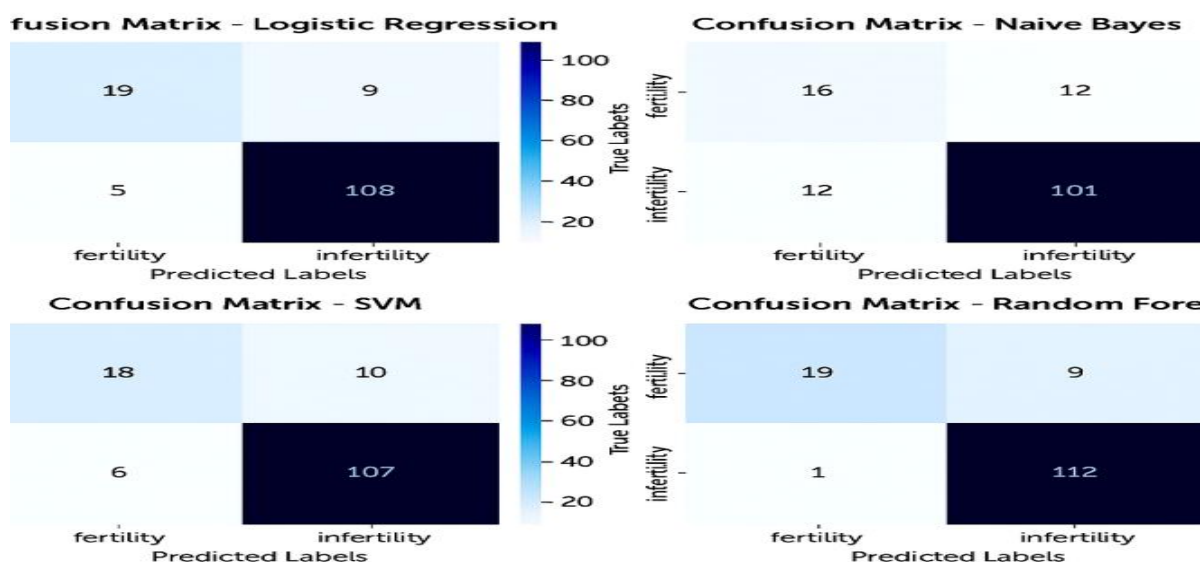 fusion Matrix - Logistic Regression
19 9
5 108
fertility infertility
Predicted Labels
100
80
60
40
20
Confusion Matrix - Naive Bayes
True Labels
fertility
infertility
16 12
12 101
fertility infertility
Predicted Labels
Confusion Matrix - SVM
18 10
6 107
fertility infertility
Predicted Labels
100
80
60
40
20
Confusion Matrix - Random Fore
True Labels
fertility
infertility
19 9
1 112
fertility infertility
Predicted Labels